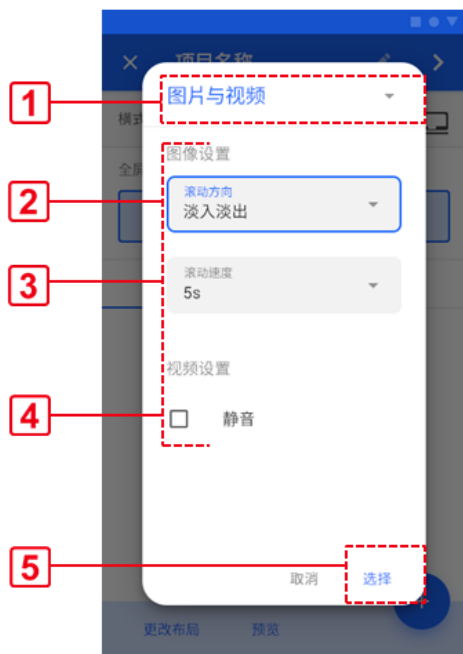 项目名称
1
图片与视频
横式
图像设置
全屏
2
滚动方向
淡入淡出
3
滚动速度
5s
视频设置
4
静音
5
取消
选择
更改布局
预览